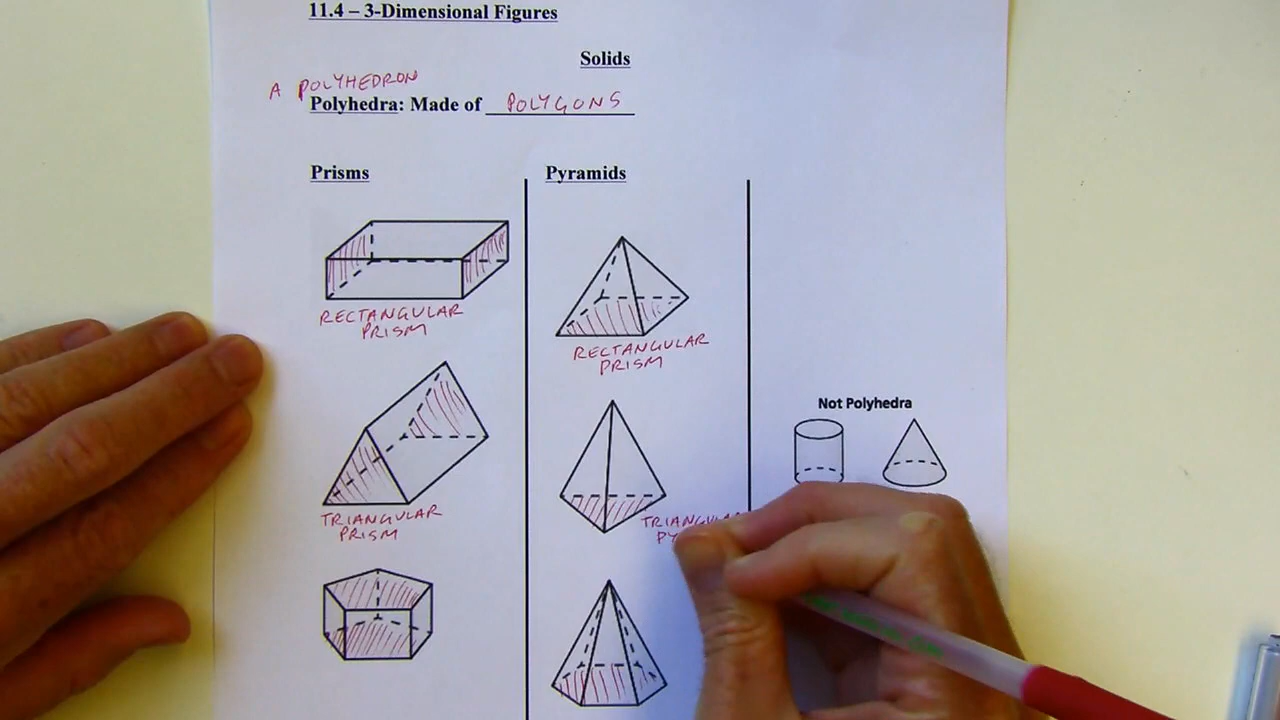 11.4 – 3-Dimensional Figures
Solids
A POLYHEDRON
Polyhedra: Made of POLYGONS
Prisms
Pyramids
RECTANGULAR
PRISM
RECTANGULAR
PRISM
Not Polyhedra
TRIANGULAR
PRISM
TRIANGULAR